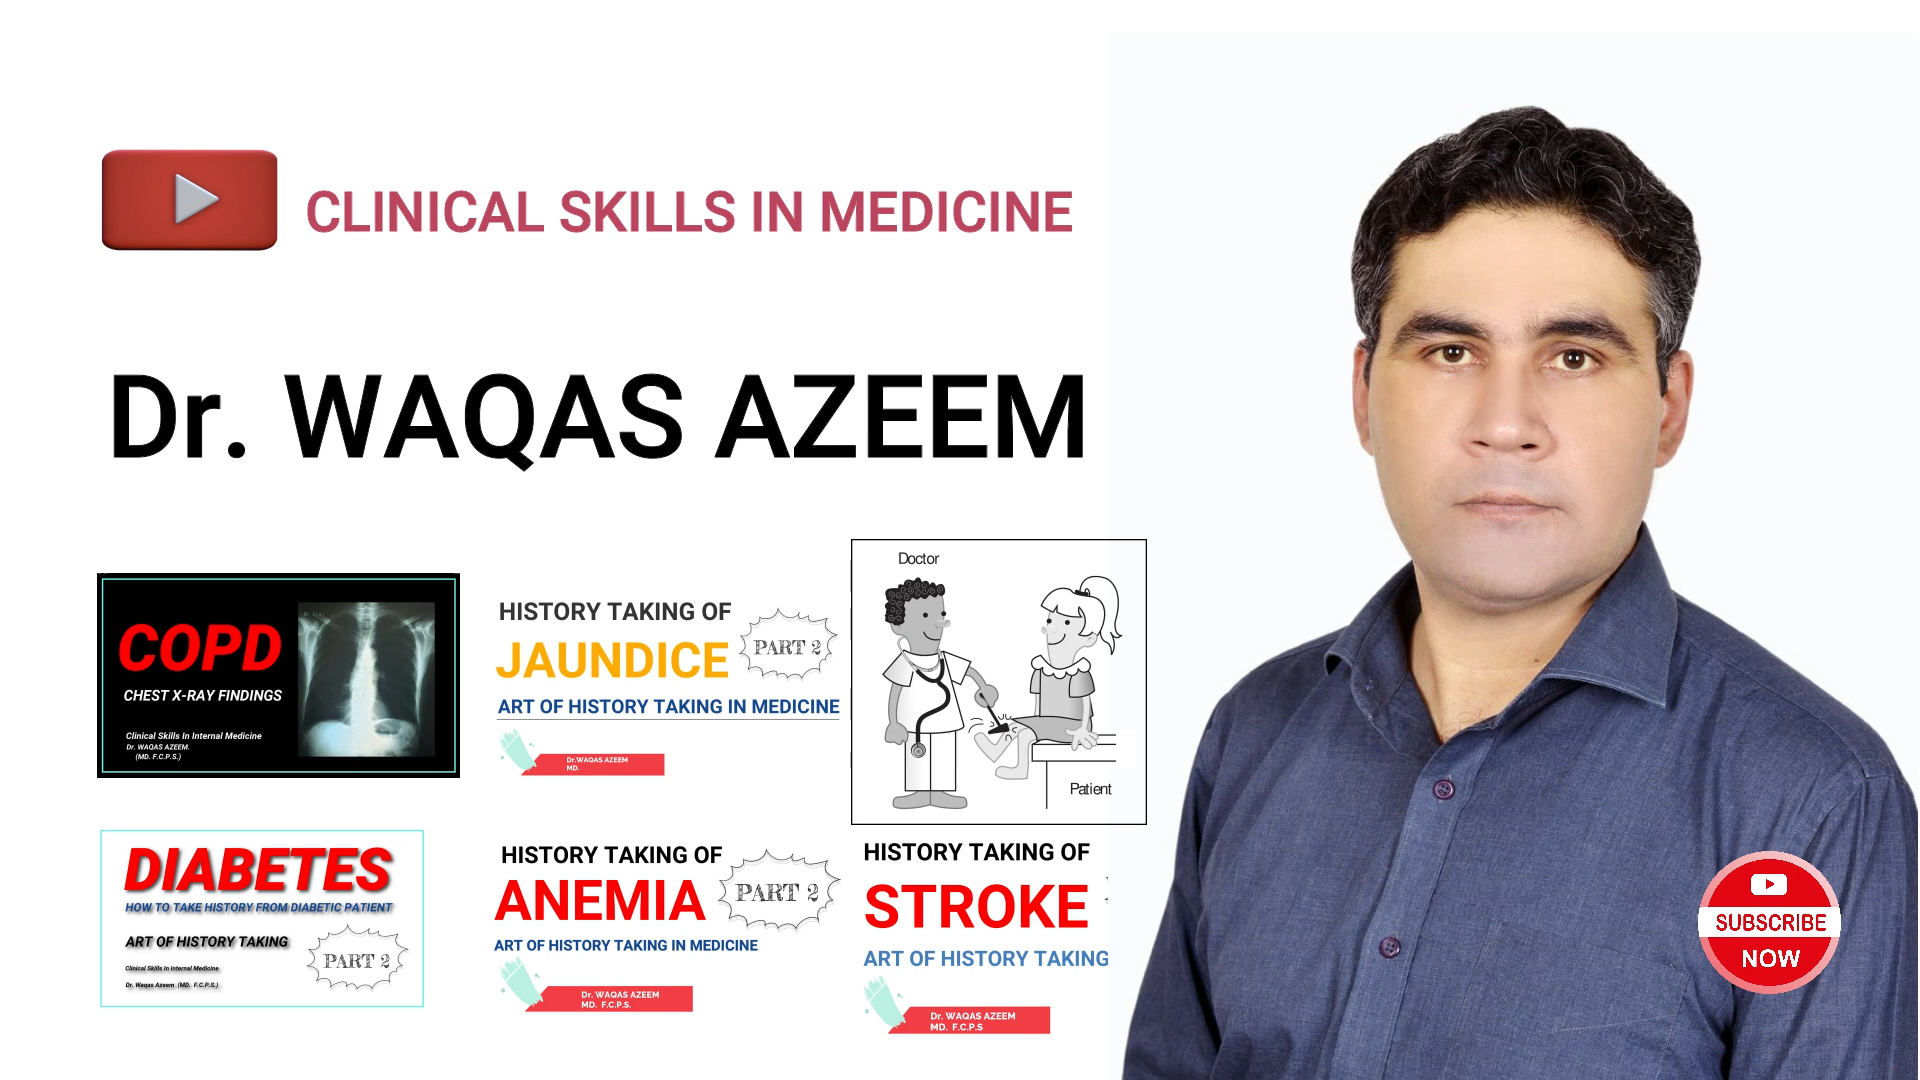 CLINICAL SKILLS IN MEDICINE
Dr. WAQAS AZEEM
COPD
CHEST X-RAY FINDINGS
Clinical Skills In Internal Medicine
Dr. WAQAS AZEEM.
(MD. F.C.P.S.)
HISTORY TAKING OF
JAUNDICE
PART 2
ART OF HISTORY TAKING IN MEDICINE
Dr.WAQAS AZEEM
MD.
Doctor
Patient
DIABETES
HOW TO TAKE HISTORY FROM DIABETIC PATIENT
ART OF HISTORY TAKING
PART 2
Clinical Skills In Internal Medicine
Dr. Waqas Azeem (MD. F.C.P.S.)
HISTORY TAKING OF
ANEMIA
PART 2
ART OF HISTORY TAKING IN MEDICINE
Dr. WAQAS AZEEM
MD. F.C.P.S.
HISTORY TAKING OF
STROKE
ART OF HISTORY TAKING
Dr. WAQAS AZEEM
MD. F.C.P.S
SUBSCRIBE
NOW